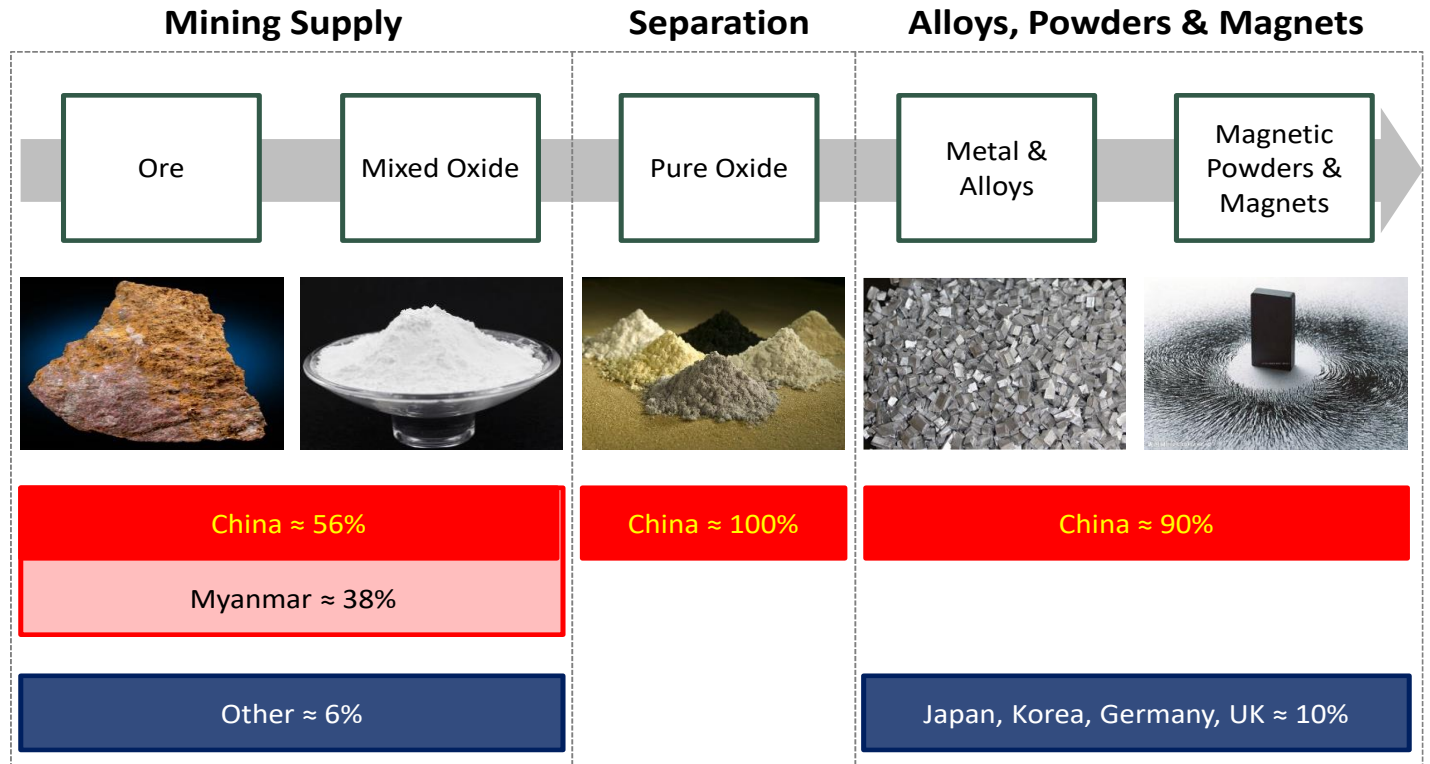 Mining Supply
Separation
Alloys, Powders & Magnets
Ore
Mixed Oxide
Pure Oxide
Metal &
Alloys
Magnetic
Powders &
Magnets
China ≈ 56%
China ≈ 100%
China ≈ 90%
Myanmar ≈ 38%
Other ≈ 6%
Japan, Korea, Germany, UK ≈ 10%